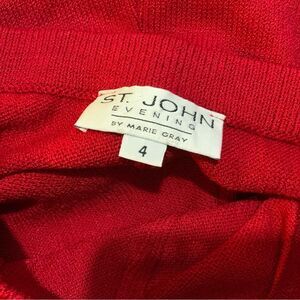 ST. JOHN
EVENING
BY MARIE GRAY
4